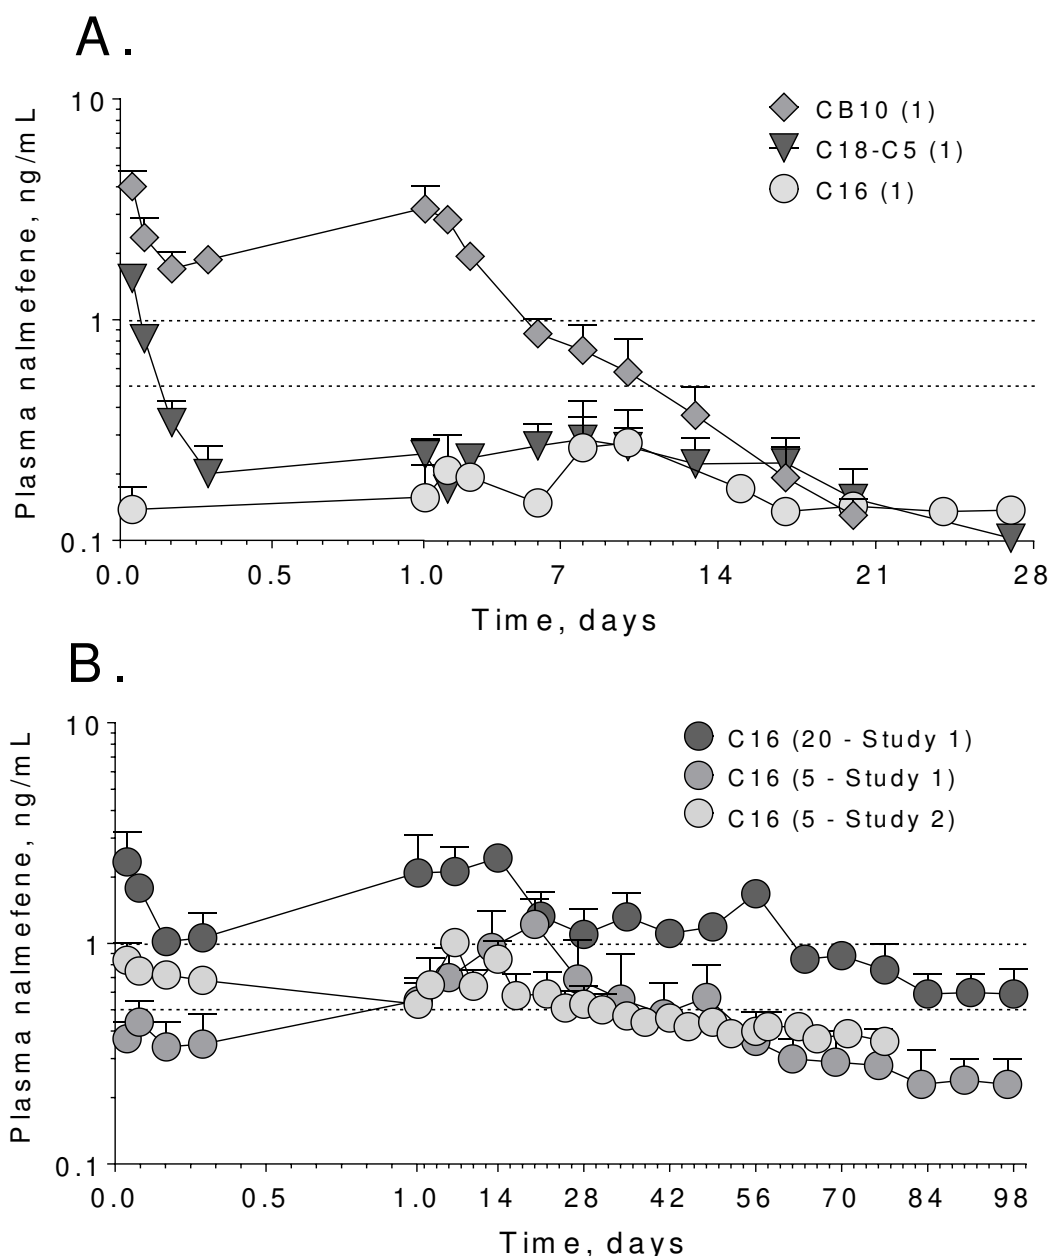 A.
Plasma nalmefene, ng/mL
10
1
0.1
CB10 (1)
C18-C5 (1)
C16 (1)
0.0 0.5 1.0 7 14 21 28
Time, days
B.
Plasma nalmefene, ng/mL
10
1
0.1
C16 (20 - Study 1)
C16 (5 - Study 1)
C16 (5 - Study 2)
0.0 0.5 1.0 14 28 42 56 70 84 98
Time, days